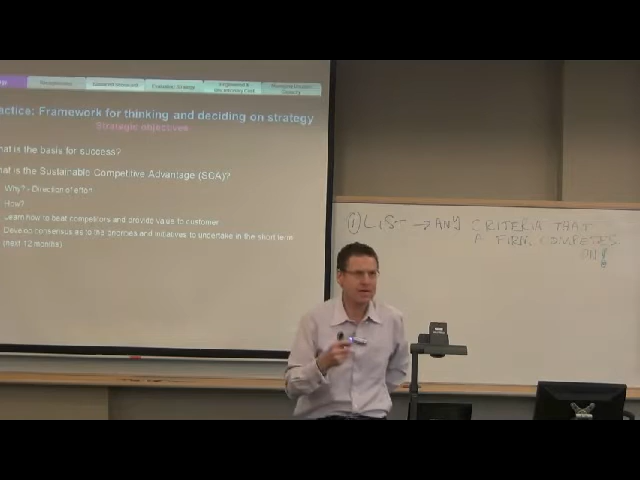 actice: Framework for thinking and deciding on strategy
Strategic objectives
hat is the basis for success?
hat is the Sustainable Competitive Advantage (SCA)?
Why? - Direction of effort
How?
Learn how to beat competitors and provide value to customer
Develop consensus as to the priorities and initiatives to undertake in the short term
(next 12 months)
① LIST → ANY CRITERIA THAT
A FIRM COMPETES
ON!